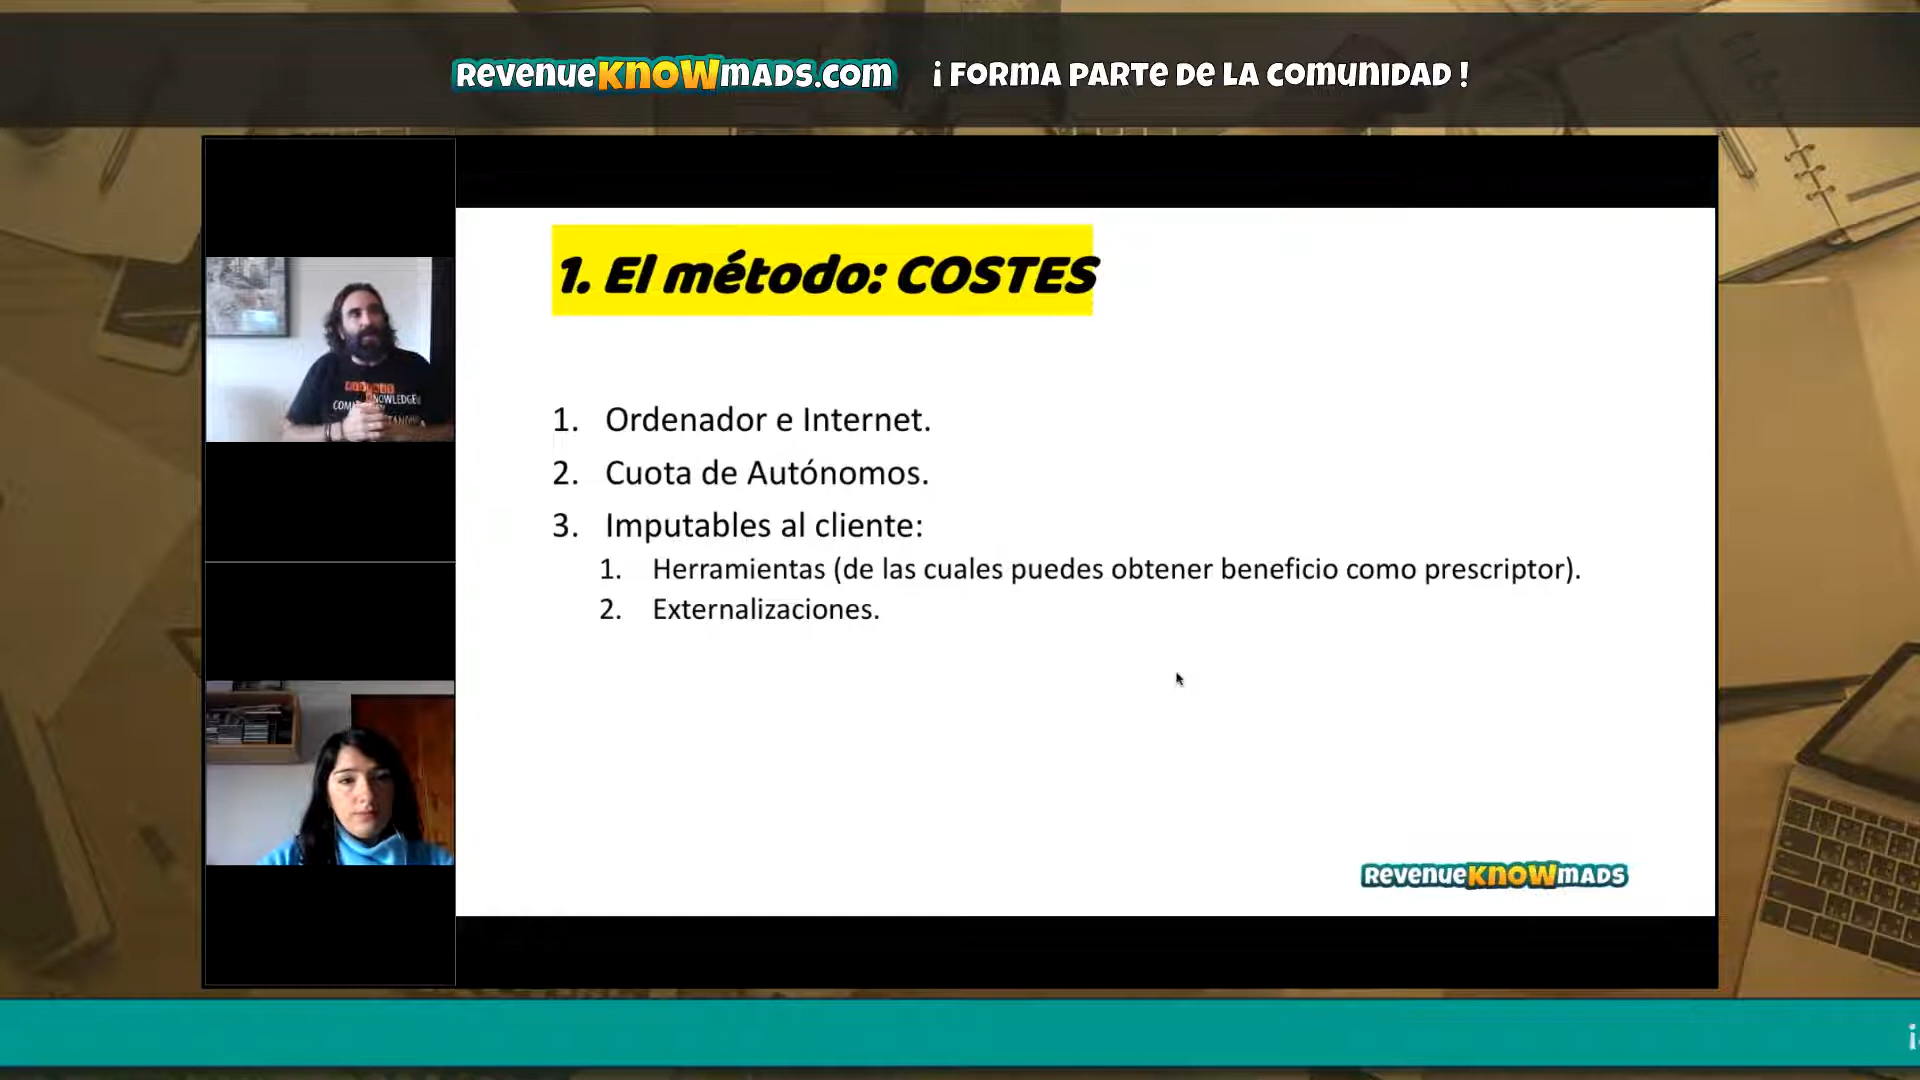 RevenueKNOWmads.com ¡ FORMA PARTE DE LA COMUNIDAD !
1. El método: COSTES
1. Ordenador e Internet.
2. Cuota de Autónomos.
3. Imputables al cliente:
1. Herramientas (de las cuales puedes obtener beneficio como prescriptor).
2. Externalizaciones.
RevenueKNOWmads